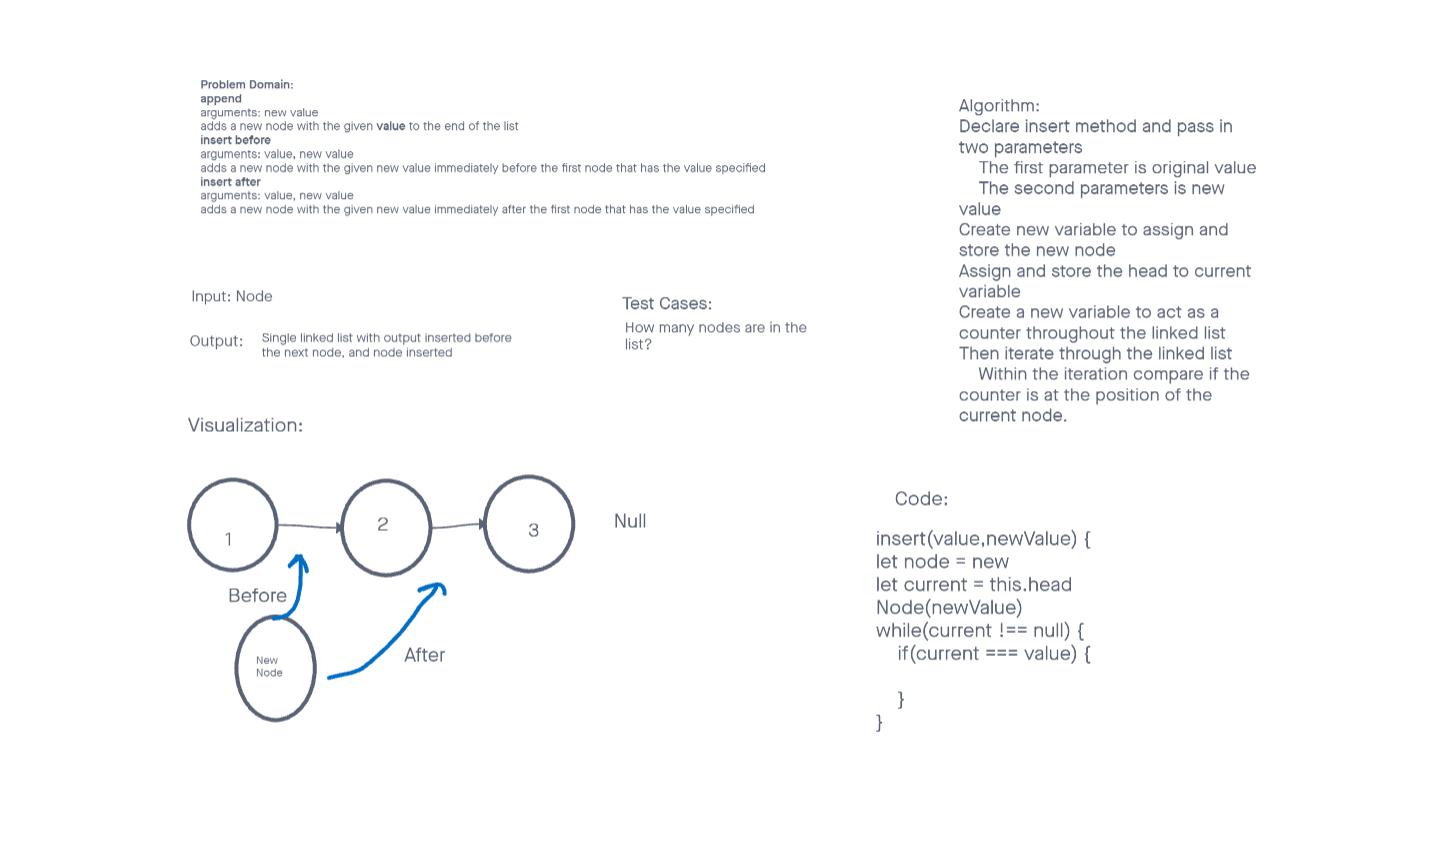 Problem Domain:
append
arguments: new value
adds a new node with the given value to the end of the list
insert before
arguments: value, new value
adds a new node with the given new value immediately before the first node that has the value specified
insert after
arguments: value, new value
adds a new node with the given new value immediately after the first node that has the value specified
Input: Node
Output:
Single linked list with output inserted before
the next node, and node inserted
Test Cases:
How many nodes are in the
list?
Visualization:
1
2
3
Null
Before
New
Node
After
Algorithm:
Declare insert method and pass in
two parameters
The first parameter is original value
The second parameters is new
value
Create new variable to assign and
store the new node
Assign and store the head to current
variable
Create a new variable to act as a
counter throughout the linked list
Then iterate through the linked list
Within the iteration compare if the
counter is at the position of the
current node.
Code:
insert(value,newValue) {
let node = new
let current = this.head
Node(newValue)
while(current !== null) {
if(current === value) {
}
}